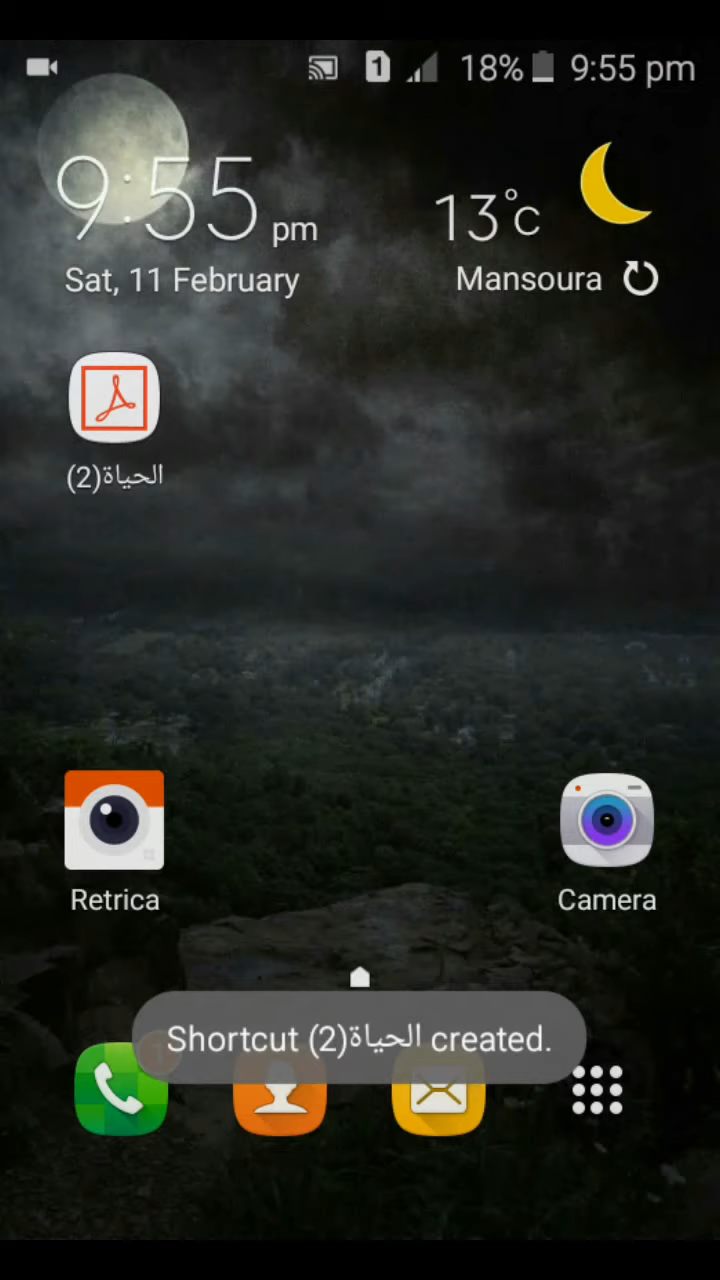 1 18% 9:55 pm
9:55 pm
13°c
Sat, 11 February
Mansoura
الحياة(2)
Retrica
Camera
Shortcut الحياة(2) created.